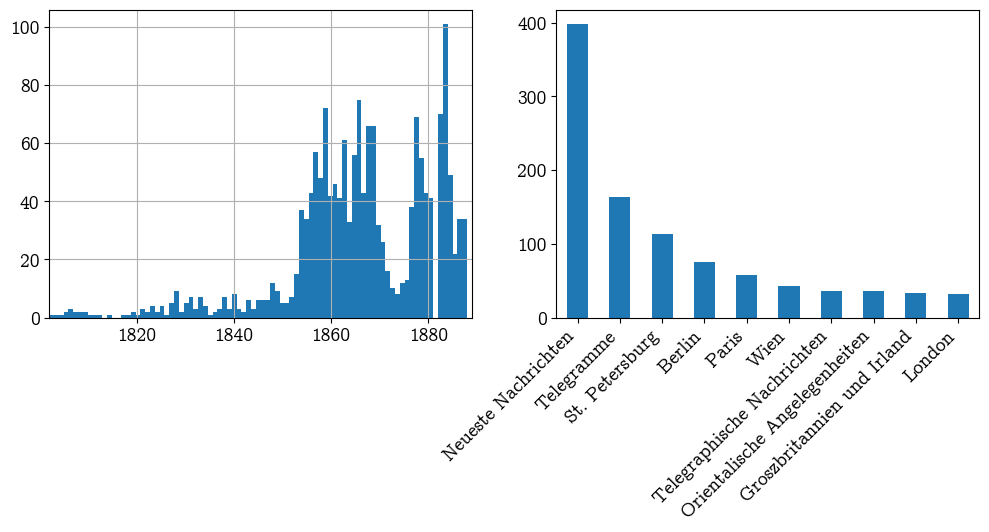 100
80
60
40
20
0
1820 1840 1860 1880
400
300
200
100
0
Neueste Nachrichten
Telegramme
St. Petersburg
Berlin
Paris
Wien
Telegraphische Nachrichten
Orientalische Angelegenheiten
Groszbritannien und Irland
London